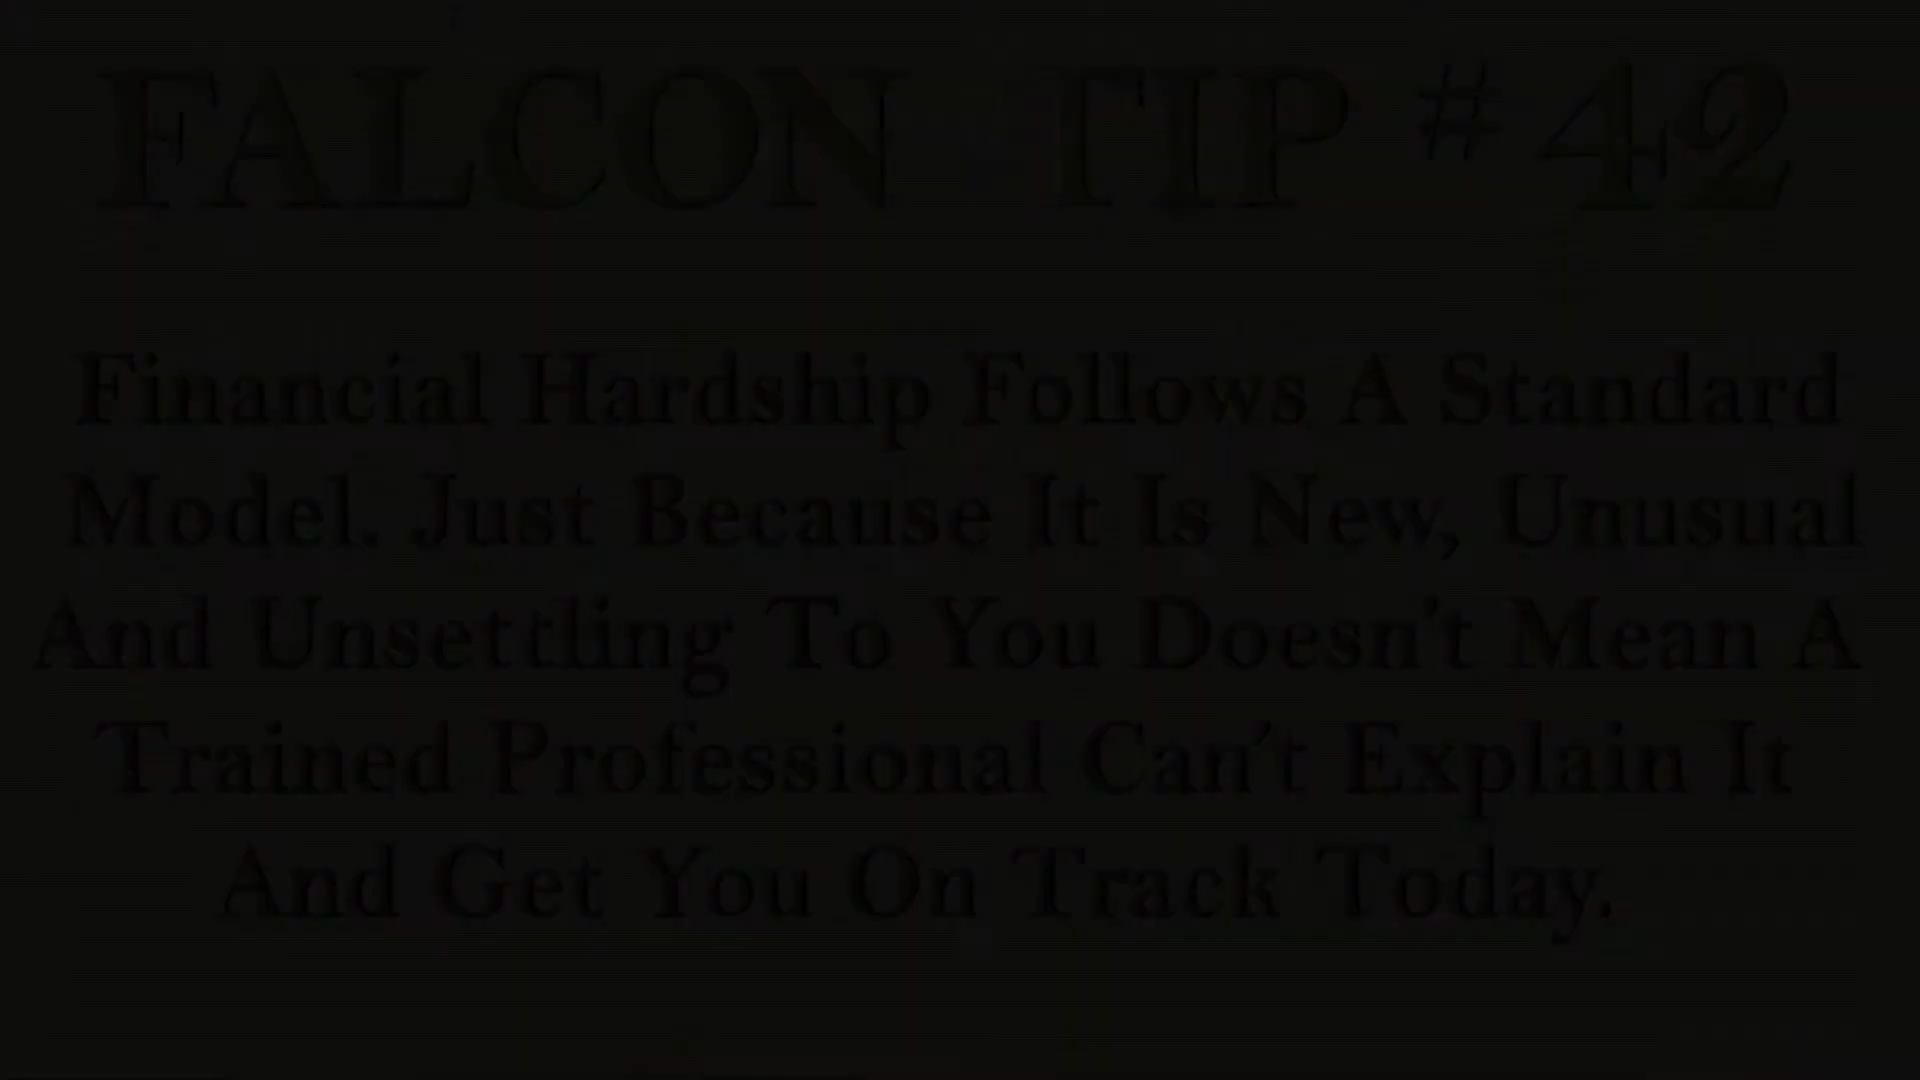 FALCON TIP #42
Financial Hardship Follows A Standard
Model. Just Because It Is New, Unusual
And Unsettling To You Doesn't Mean A
Trained Professional Can't Explain It
And Get You On Track Today.